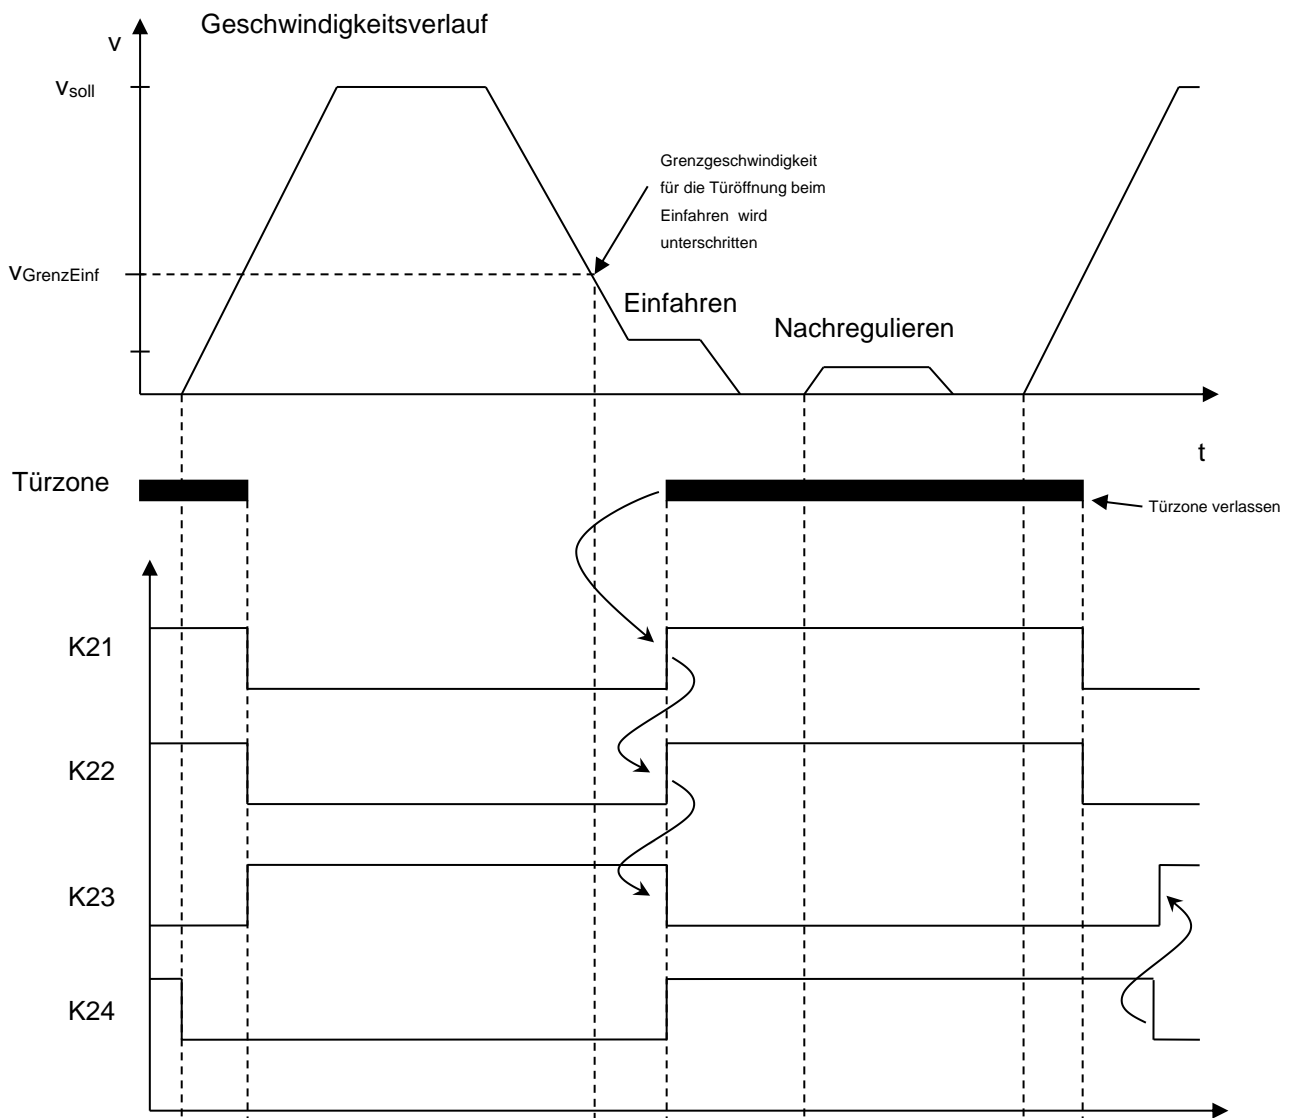 Geschwindigkeitsverlauf
v
vsoll
Grenzgeschwindigkeit
für die Türöffnung beim
Einfahren wird
unterschritten
vGrenzEinf
Einfahren
Nachregulieren
t
Türzone
Türzone verlassen
K21
K22
K23
K24